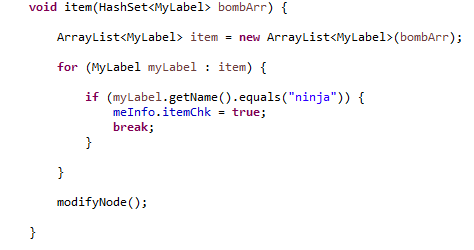 void item(HashSet<MyLabel> bombArr) {
ArrayList<MyLabel> item = new ArrayList<MyLabel>(bombArr);
for (MyLabel myLabel : item) {
if (myLabel.getName().equals("ninja")) {
meInfo.itemChk = true;
break;
}
}
modifyNode();
}